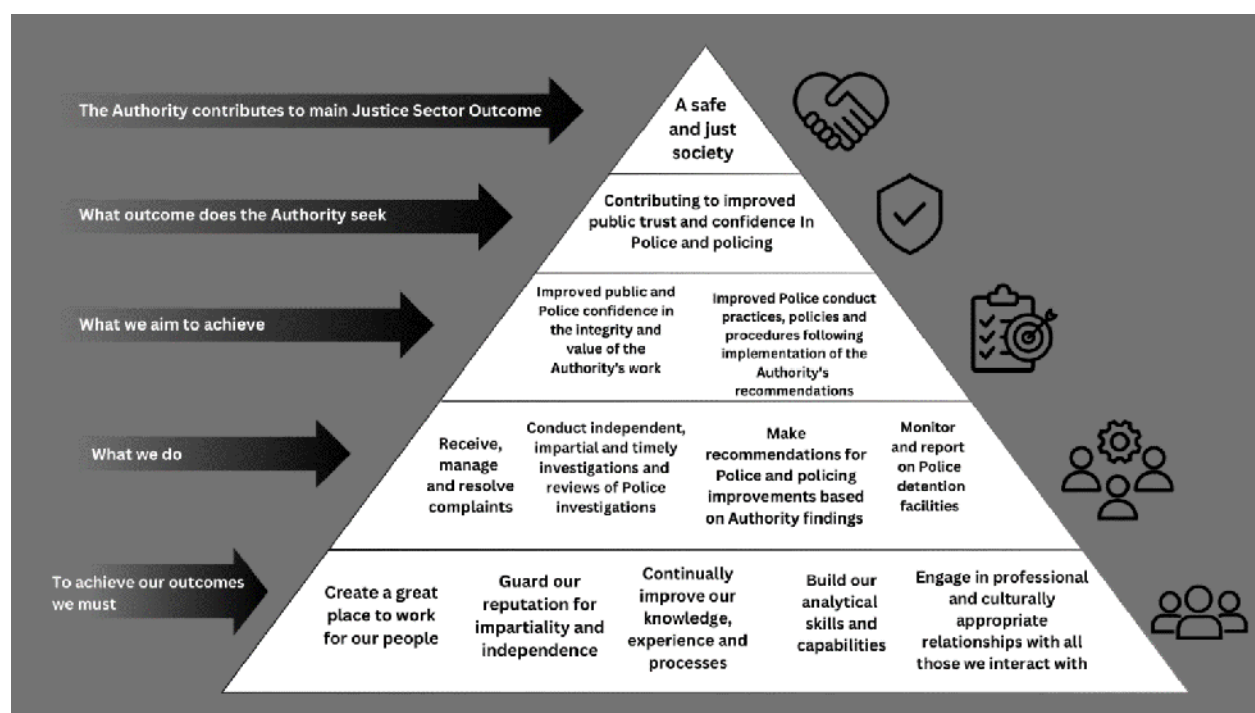 The Authority contributes to main Justice Sector Outcome
A safe
and just
society
What outcome does the Authority seek
Contributing to improved
public trust and confidence In
Police and policing
What we aim to achieve
Improved public and
Police confidence in
the integrity and
value of the
Authority's work
Improved Police conduct
practices, policies and
procedures following
implementation of the
Authority's
recommendations
What we do
Receive,
manage
and resolve
complaints
Conduct independent,
impartial and timely
investigations and
reviews of Police
investigations
Make
recommendations for
Police and policing
improvements based
on Authority findings
Monitor
and report
on Police
detention
facilities
To achieve our outcomes
we must
Create a great
place to work
for our people
Guard our
reputation for
impartiality and
independence
Continually
improve our
knowledge,
experience and
processes
Build our
analytical
skills and
capabilities
Engage in professional
and culturally
appropriate
relationships with all
those we interact with